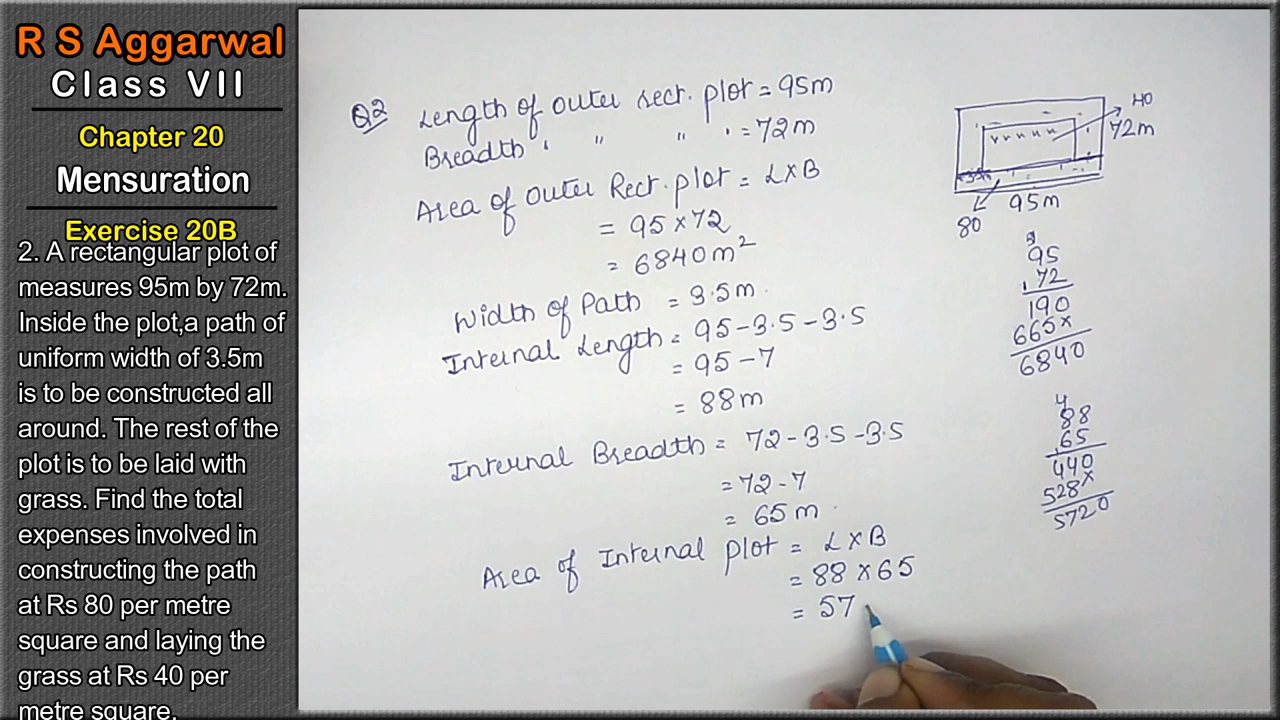 R S Aggarwal
Class VII
Chapter 20
Mensuration
Exercise 20B
2. A rectangular plot of
measures 95m by 72m.
Inside the plot,a path of
uniform width of 3.5m
is to be constructed all
around. The rest of the
plot is to be laid with
grass. Find the total
expenses involved in
constructing the path
at Rs 80 per metre
square and laying the
grass at Rs 40 per
metre square.
Q2 Length of outer rect. plot = 95m
Breadth " " " = 72m
Area of outer Rect. plot = L×B
= 95×72
= 6840m²
Width of Path = 3.5m.
Internal Length = 95-3.5-3.5
= 95-7
= 88m
Internal Breadth = 72-3.5-3.5
= 72-7
= 65m.
Area of Internal plot = L×B
= 88×65
= 57
40
72m
95m
80
95
72
190
665×
6840
4
88
65
440
528×
5720